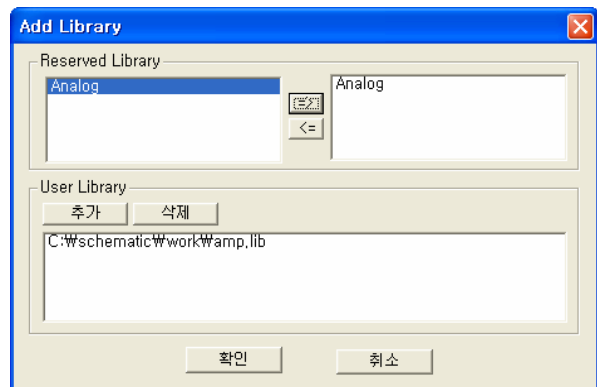 Add Library
Reserved Library
Analog
Analog
=>
<=
User Library
추가 삭제
C:₩schematic₩work₩amp.lib
확인 취소